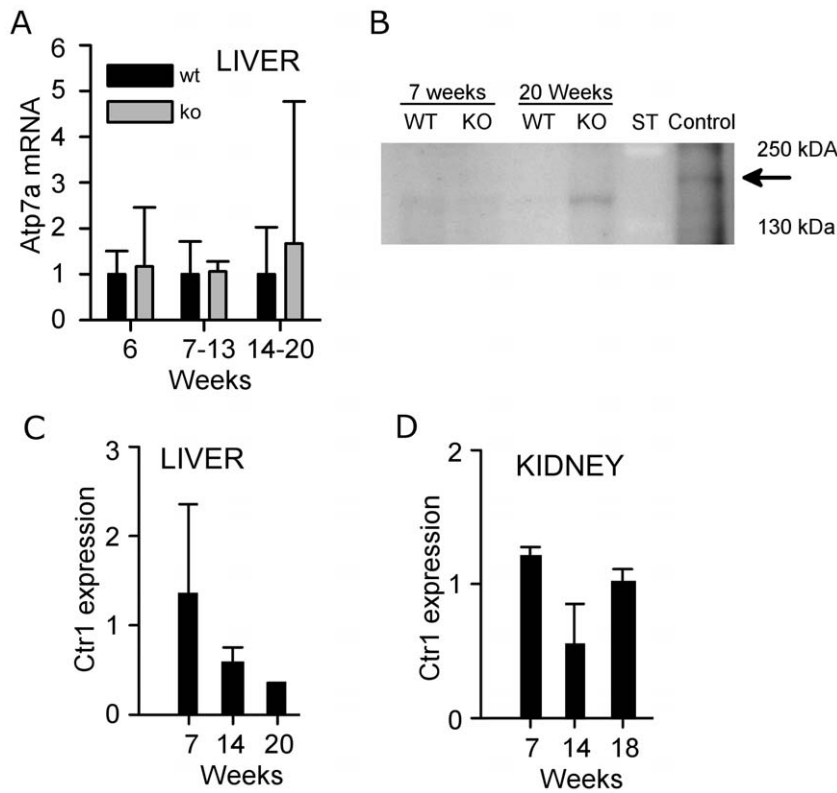 A
LIVER
wt
ko
Atp7a mRNA
6
5
4
3
2
1
0
6 7-13 14-20
Weeks
B
7 weeks 20 Weeks
WT KO WT KO ST Control
250 kDA
130 kDa
C
LIVER
Ctr1 expression
3
2
1
0
7 14 20
Weeks
D
KIDNEY
Ctr1 expression
2
1
0
7 14 18
Weeks